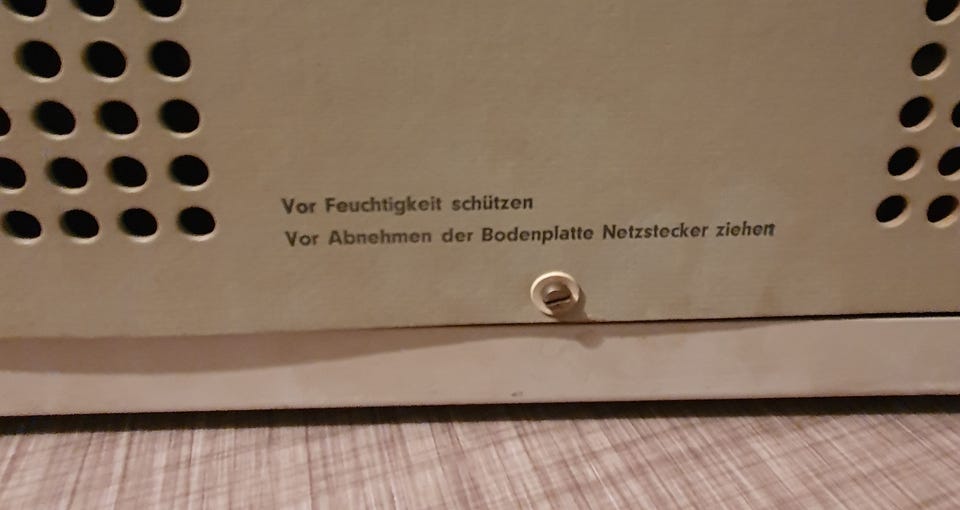 Vor Feuchtigkeit schützen
Vor Abnehmen der Bodenplatte Netzstecker ziehen